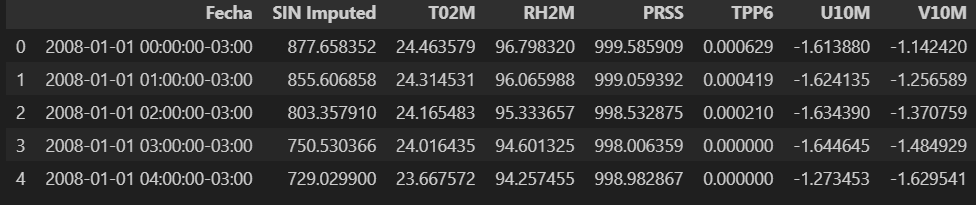 Fecha SIN Imputed T02M RH2M PRSS TPP6 U10M V10M
0 2008-01-01 00:00:00-03:00 877.658352 24.463579 96.798320 999.585909 0.000629 -1.613880 -1.142420
1 2008-01-01 01:00:00-03:00 855.606858 24.314531 96.065988 999.059392 0.000419 -1.624135 -1.256589
2 2008-01-01 02:00:00-03:00 803.357910 24.165483 95.333657 998.532875 0.000210 -1.634390 -1.370759
3 2008-01-01 03:00:00-03:00 750.530366 24.016435 94.601325 998.006359 0.000000 -1.644645 -1.484929
4 2008-01-01 04:00:00-03:00 729.029900 23.667572 94.257455 998.982867 0.000000 -1.273453 -1.629541